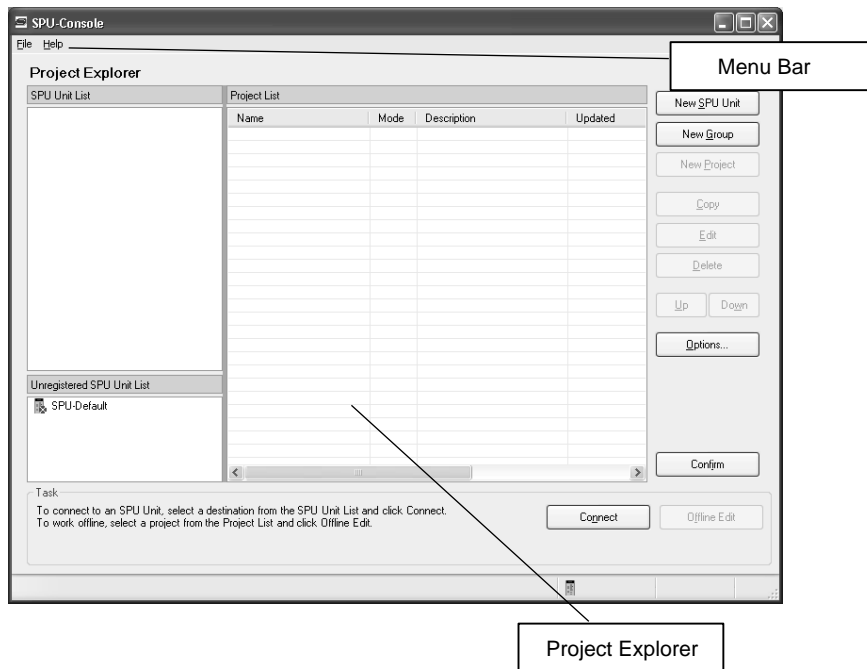 SPU-Console
File Help
Menu Bar
Project Explorer
SPU Unit List
Project List
New SPU Unit
Name Mode Description Updated
New Group
New Project
Copy
Edit
Delete
Up Down
Options...
Unregistered SPU Unit List
SPU-Default
Confirm
Task
To connect to an SPU Unit, select a destination from the SPU Unit List and click Connect.
To work offline, select a project from the Project List and click Offline Edit.
Connect Offline Edit
Project Explorer